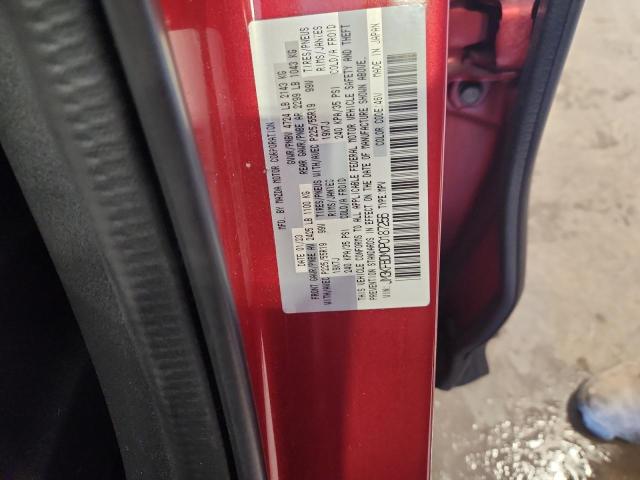 MFD. BY MAZDA MOTOR CORPORATION
GVWR/PNBV 4724 LB 2143 KG
DATE 01/23
FRONT GAWR/PNBE AV 2425 LB 1100 KG
WITH/AVEC P225/55R19 99V TIRES/PNEUS
19X7J RIMS/JANTES
240 KPA/35 PSI COLD/A FROID
REAR GAWR/PNBE AR 2299 LB 1043 KG
WITH/AVEC P225/55R19 99V TIRES/PNEUS
19X7J RIMS/JANTES
240 KPA/35 PSI COLD/A FROID
THIS VEHICLE CONFORMS TO ALL APPLICABLE FEDERAL MOTOR VEHICLE SAFETY AND THEFT
PREVENTION STANDARDS IN EFFECT ON THE DATE OF MANUFACTURE SHOWN ABOVE.
VIN: TYPE:MPV COLOR CODE:46V MADE IN JAPAN